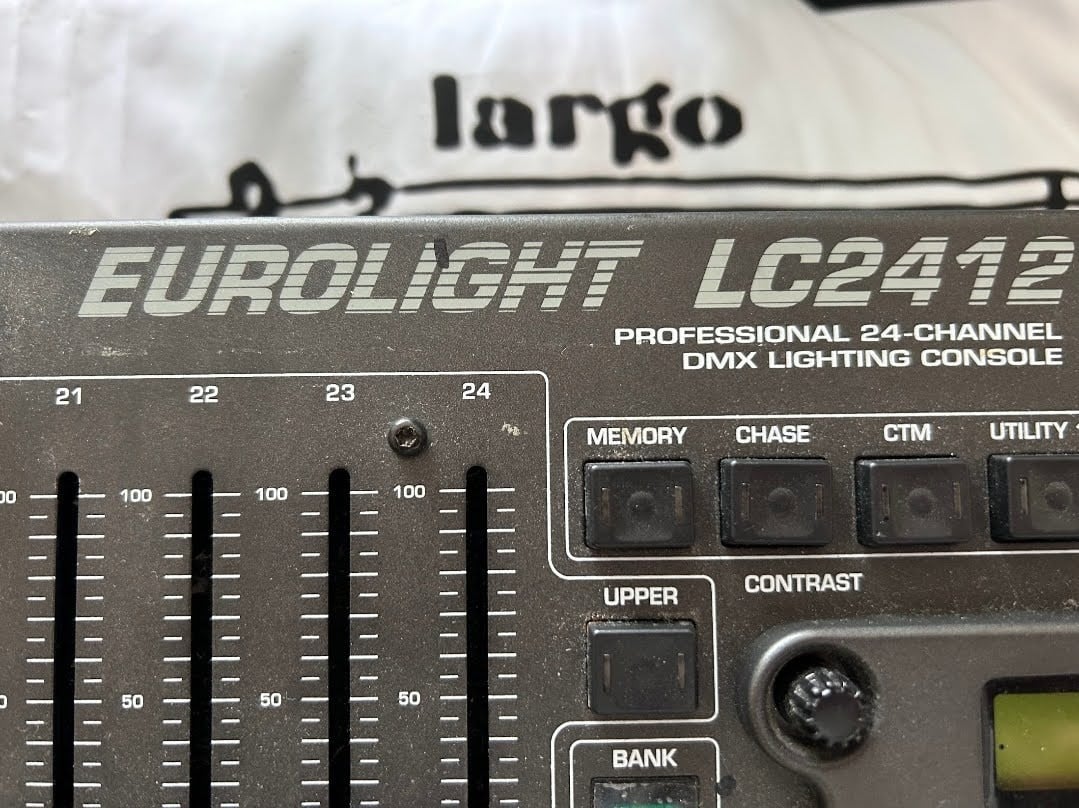 largo
EUROLIGHT LC2412
PROFESSIONAL 24-CHANNEL
DMX LIGHTING CONSOLE
21 22 23 24
MEMORY CHASE CTM UTILITY
100 100 100
UPPER
CONTRAST
50 50 50
BANK